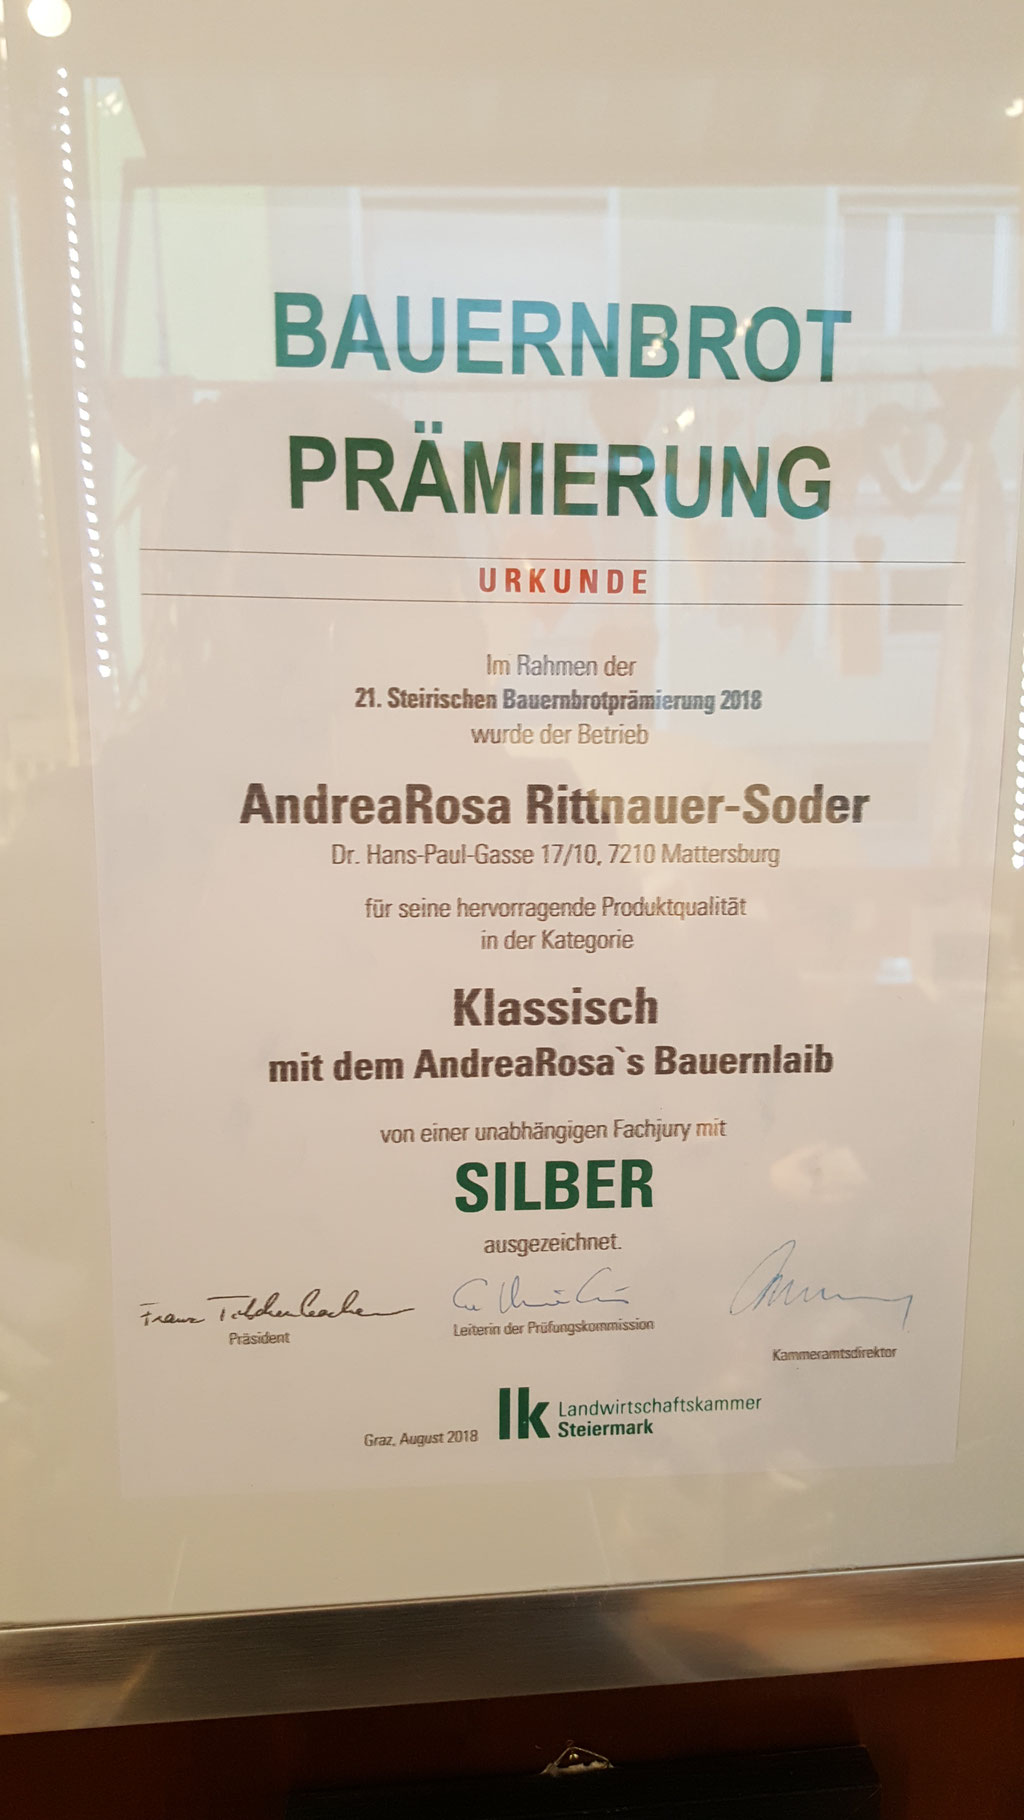 BAUERNBROT
PRÄMIERUNG
URKUNDE
Im Rahmen der
21. Steirischen Bauernbrotprämierung 2018
wurde der Betrieb
AndreaRosa Rittnauer-Soder
Dr. Hans-Paul-Gasse 17/10, 7210 Mattersburg
für seine hervorragende Produktqualität
in der Kategorie
Klassisch
mit dem AndreaRosa`s Bauernlaib
von einer unabhängigen Fachjury mit
SILBER
ausgezeichnet.
Franz
Präsident
Leiterin der Prüfungskommission
Kammeramtsdirektor
Graz, August 2018
lk Landwirtschaftskammer
Steiermark